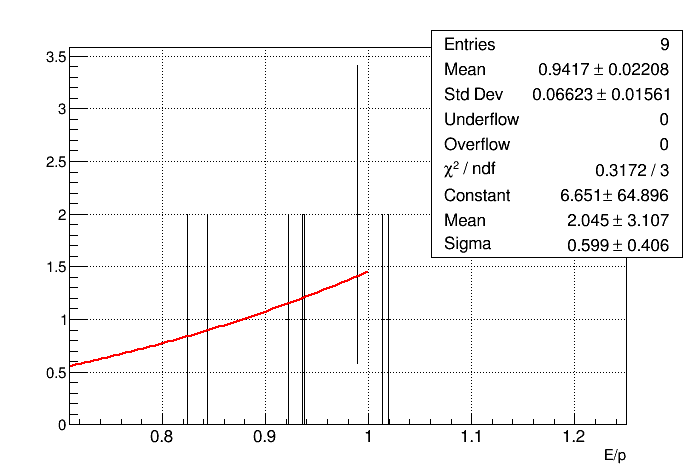 Entries 9
Mean 0.9417 ± 0.02208
Std Dev 0.06623 ± 0.01561
Underflow 0
Overflow 0
χ² / ndf 0.3172 / 3
Constant 6.651 ± 64.896
Mean 2.045 ± 3.107
Sigma 0.599 ± 0.406
3.5
3
2.5
2
1.5
1
0.5
0
0.8 0.9 1 1.1 1.2
E/p